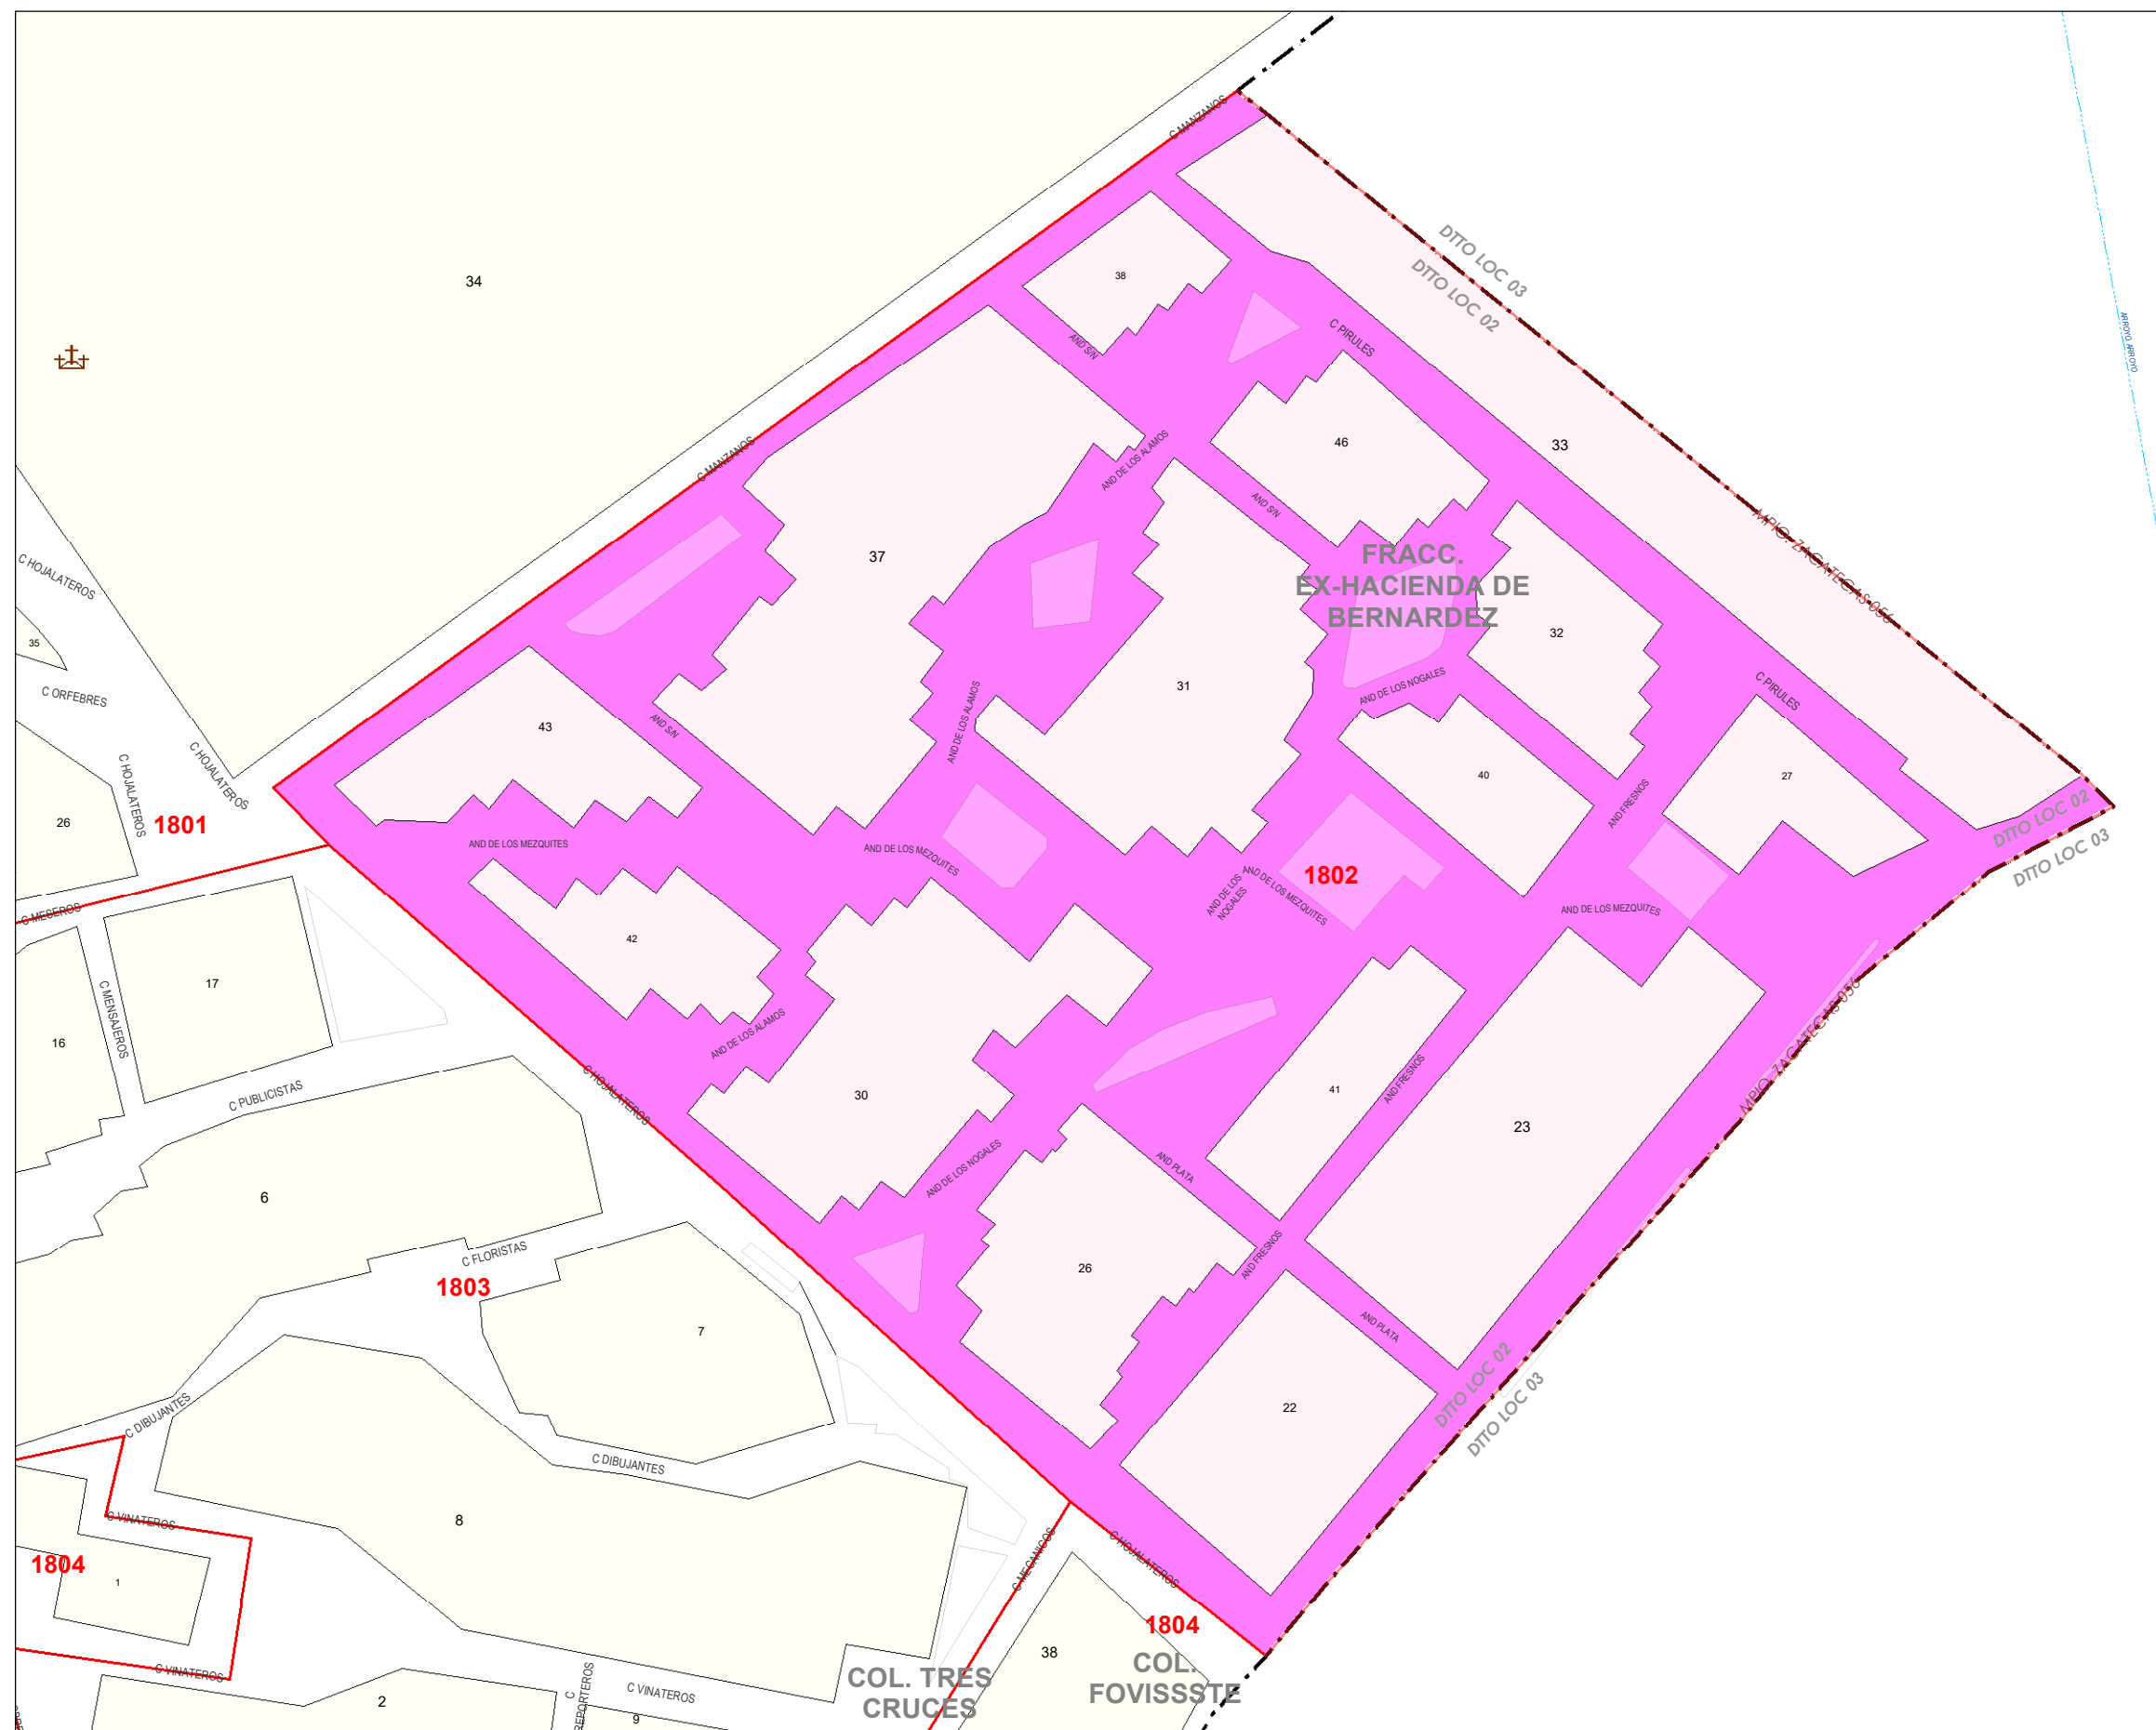 C MANZANOS
DTTO LOC 03
DTTO LOC 02
34
38
AND S/N
C PIRULES
ARROYO ARROYO
C MANZANOS
AND DE LOS ALAMOS
46
33
AND S/N
MPIO. ZACATECAS 056
37
FRACC.
EX-HACIENDA DE
BERNARDEZ
C HOJALATEROS
35
32
C ORFEBRES
31
AND DE LOS NOGALES
C PIRULES
43
AND S/N
AND DE LOS ALAMOS
C HOJALATEROS
C HOJALATEROS
40
27
AND FRESNOS
DTTO LOC 02
DTTO LOC 03
26
1801
AND DE LOS MEZQUITES
AND DE LOS MEZQUITES
1802
AND DE LOS
NOGALES
AND DE LOS MEZQUITES
AND DE LOS MEZQUITES
C MESEROS
42
17
C MENSAJEROS
16
AND DE LOS ALAMOS
MPIO. ZACATECAS 056
C HOJALATEROS
C PUBLICISTAS
30
41
AND FRESNOS
23
AND DE LOS NOGALES
AND PLATA
6
C FLORISTAS
1803
26
AND FRESNOS
7
AND PLATA
DTTO LOC 02
DTTO LOC 03
22
C DIBUJANTES
C DIBUJANTES
8
C VINATEROS
1804
1
C MECANICOS
C HOJALATEROS
1804
38
COL.
FOVISSSTE
COL. TRES
CRUCES
C VINATEROS
2
C
REPORTEROS
C VINATEROS
9